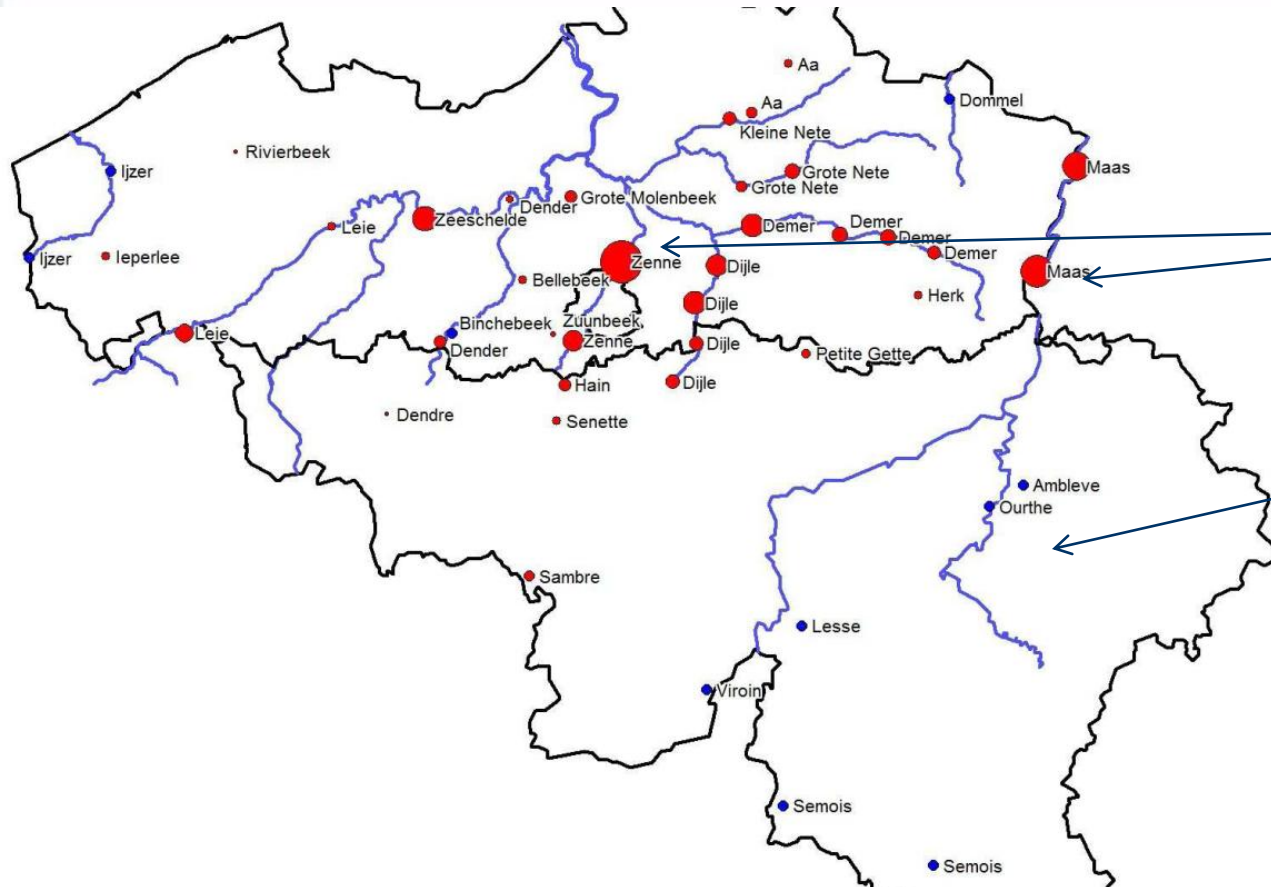 Aa
Aa
Dommel
Kleine Nete
Rivierbeek
Ijzer
Maas
Grote Nete
Grote Nete
Grote Molenbeek
Dender
Zeeschelde
Leie
Demer
Demer
Demer
Demer
Ieperlee
Ijzer
Zenne
Dijle
Maas
Bellebeek
Herk
Dijle
Zuunbeek
Binchebeek
Leie
Zenne
Dender
Dijle
Petite Gette
Hain
Dijle
Dendre
Senette
Ambleve
Ourthe
Sambre
Lesse
Viroin
Semois
Semois